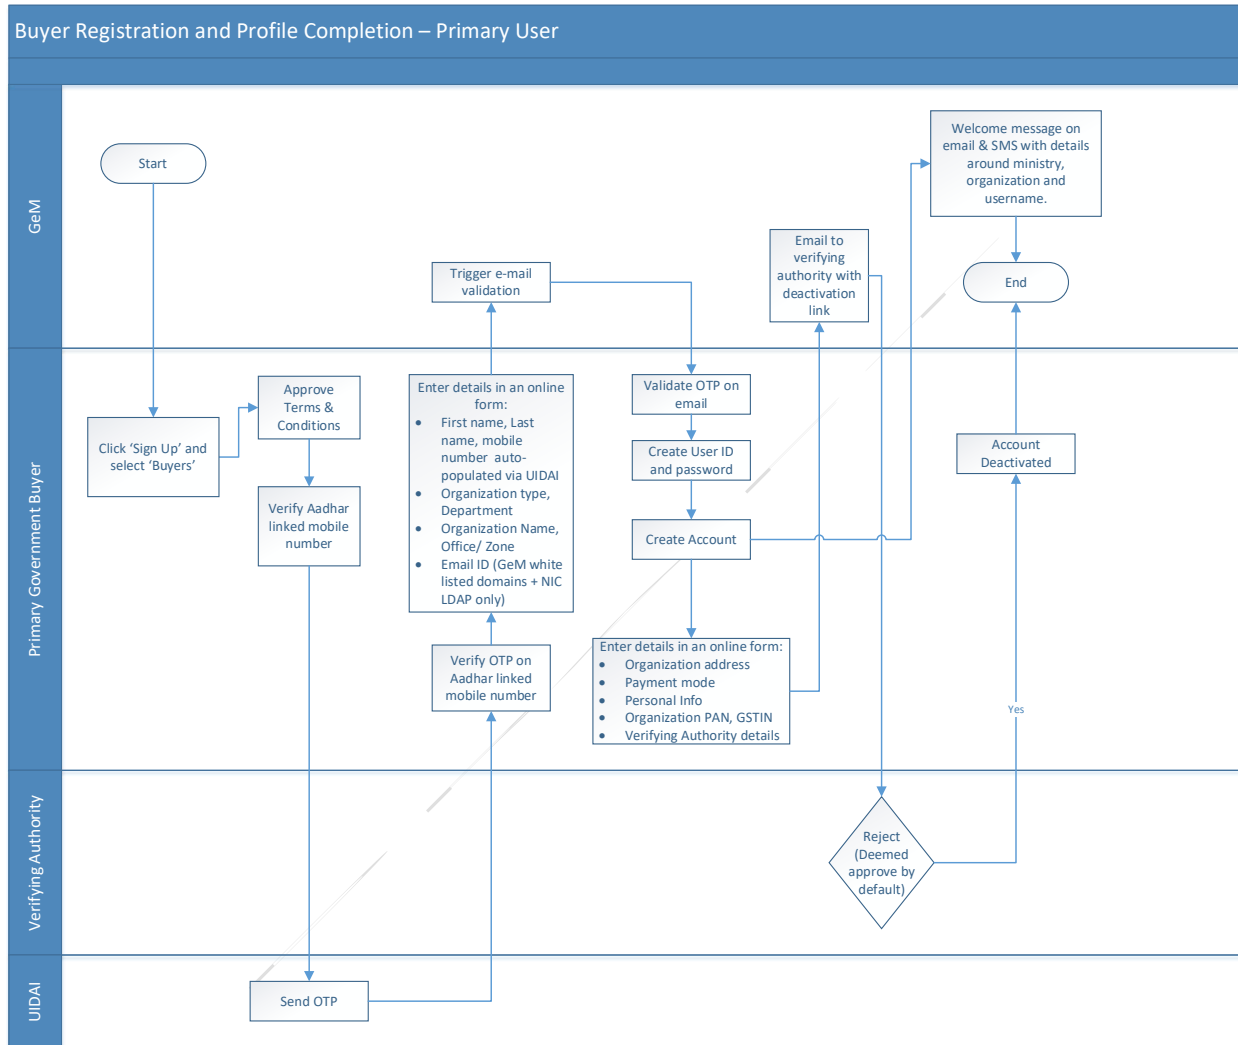 Buyer Registration and Profile Completion – Primary User
GeM
Start
Welcome message on
email & SMS with details
around ministry,
organization and
username.
Trigger e-mail
validation
Email to
verifying
authority with
deactivation
link
End
Primary Government Buyer
Click ‘Sign Up’ and
select ‘Buyers’
Approve
Terms &
Conditions
Verify Aadhar
linked mobile
number
Enter details in an online
form:
• First name, Last
name, mobile
number auto-
populated via UIDAI
• Organization type,
Department
• Organization Name,
Office/ Zone
• Email ID (GeM white
listed domains + NIC
LDAP only)
Verify OTP on
Aadhar linked
mobile number
Validate OTP on
email
Create User ID
and password
Create Account
Enter details in an online form:
• Organization address
• Payment mode
• Personal Info
• Organization PAN, GSTIN
• Verifying Authority details
Account
Deactivated
Yes
Verifying Authority
Reject
(Deemed
approve by
default)
UIDAI
Send OTP